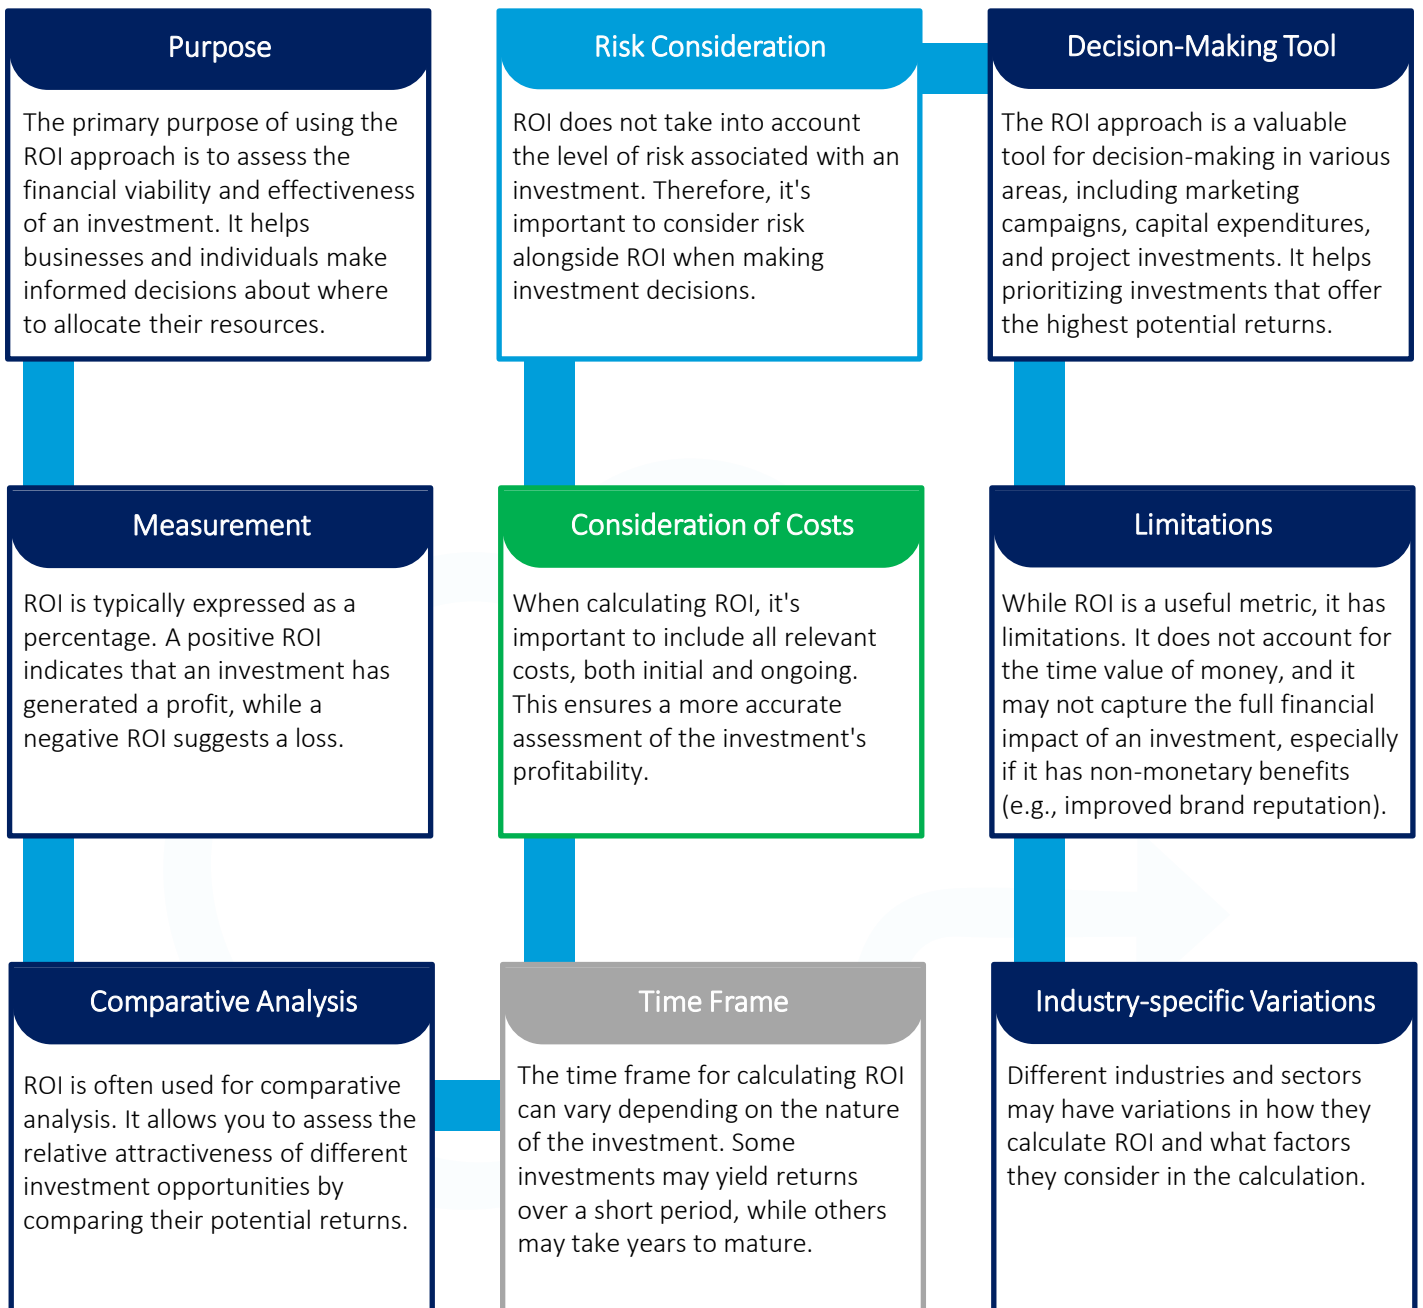 Purpose
The primary purpose of using the
ROI approach is to assess the
financial viability and effectiveness
of an investment. It helps
businesses and individuals make
informed decisions about where
to allocate their resources.
Measurement
ROI is typically expressed as a
percentage. A positive ROI
indicates that an investment has
generated a profit, while a
negative ROI suggests a loss.
Comparative Analysis
ROI is often used for comparative
analysis. It allows you to assess the
relative attractiveness of different
investment opportunities by
comparing their potential returns.
Time Frame
The time frame for calculating ROI
can vary depending on the nature
of the investment. Some
investments may yield returns
over a short period, while others
may take years to mature.
Consideration of Costs
When calculating ROI, it's
important to include all relevant
costs, both initial and ongoing.
This ensures a more accurate
assessment of the investment's
profitability.
Risk Consideration
ROI does not take into account
the level of risk associated with an
investment. Therefore, it's
important to consider risk
alongside ROI when making
investment decisions.
Decision-Making Tool
The ROI approach is a valuable
tool for decision-making in various
areas, including marketing
campaigns, capital expenditures,
and project investments. It helps
prioritizing investments that offer
the highest potential returns.
Limitations
While ROI is a useful metric, it has
limitations. It does not account for
the time value of money, and it
may not capture the full financial
impact of an investment, especially
if it has non-monetary benefits
(e.g., improved brand reputation).
Industry-specific Variations
Different industries and sectors
may have variations in how they
calculate ROI and what factors
they consider in the calculation.